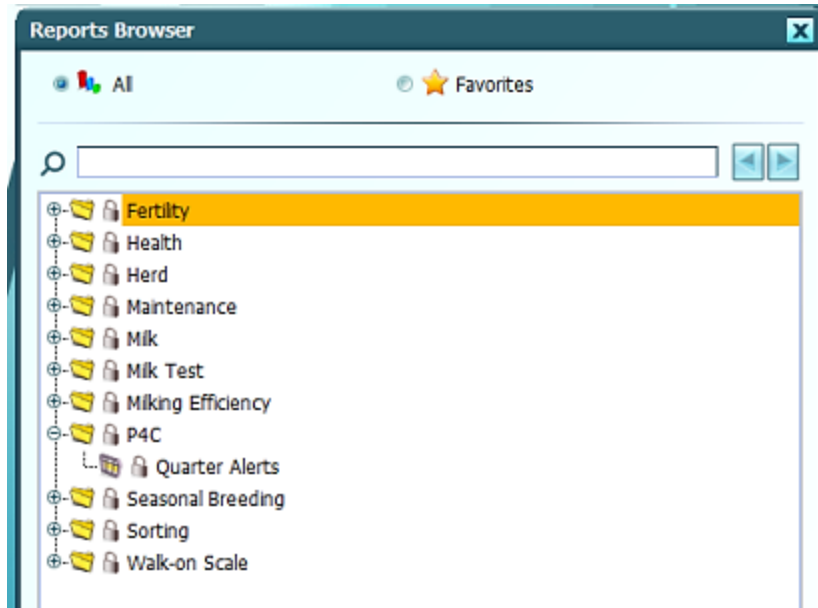 Reports Browser
All Favorites
Fertility
Health
Herd
Maintenance
Milk
Milk Test
Milking Efficiency
P4C
Quarter Alerts
Seasonal Breeding
Sorting
Walk-on Scale